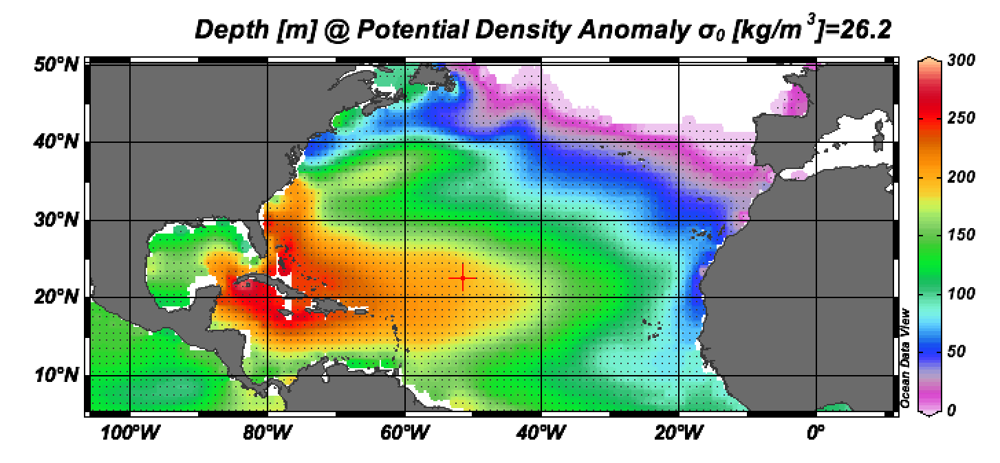 Depth [m] @ Potential Density Anomaly σ₀ [kg/m³]=26.2
50°N
40°N
30°N
20°N
10°N
100°W
80°W
60°W
40°W
20°W
0°
300
250
200
150
100
50
0
Ocean Data View